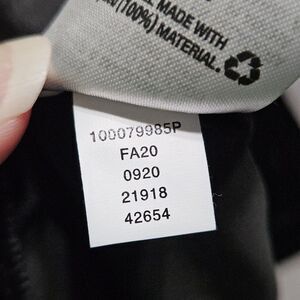 MADE WITH
(100%) MATERIAL.
100079985P
FA20
0920
21918
42654